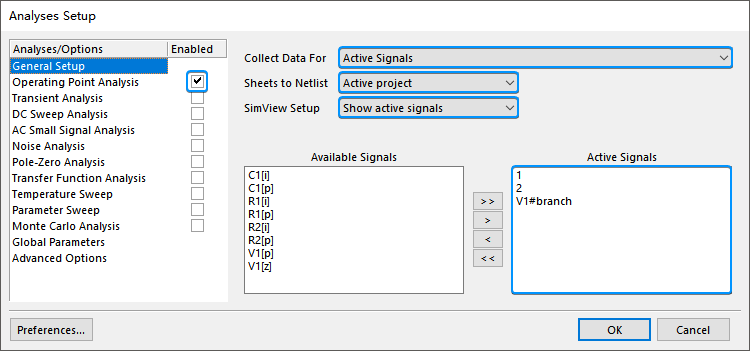 Analyses Setup
Analyses/Options Enabled
General Setup
Operating Point Analysis
Transient Analysis
DC Sweep Analysis
AC Small Signal Analysis
Noise Analysis
Pole-Zero Analysis
Transfer Function Analysis
Temperature Sweep
Parameter Sweep
Monte Carlo Analysis
Global Parameters
Advanced Options
Collect Data For Active Signals
Sheets to Netlist Active project
SimView Setup Show active signals
Available Signals
C1[i]
C1[p]
R1[i]
R1[p]
R2[i]
R2[p]
V1[p]
V1[z]
>>
>
<
<<
Active Signals
1
2
V1#branch
Preferences...
OK
Cancel